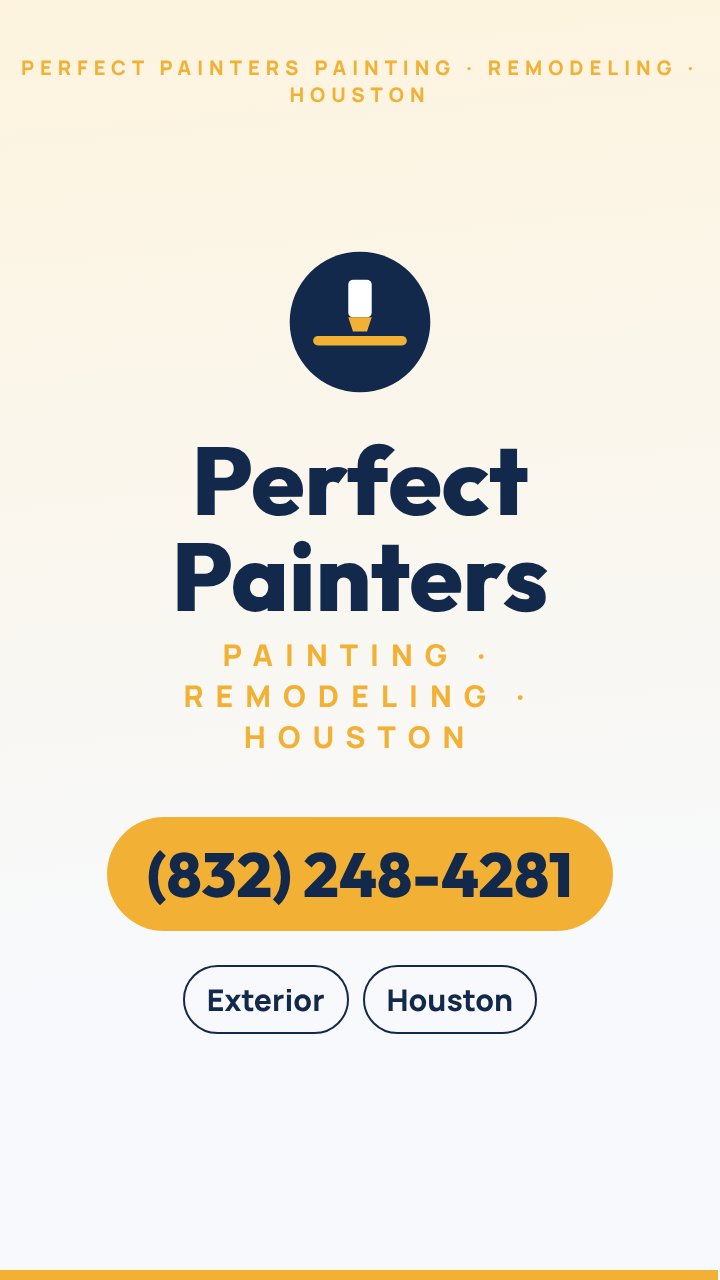 PERFECT PAINTERS PAINTING · REMODELING ·
HOUSTON
Perfect
Painters
PAINTING ·
REMODELING ·
HOUSTON
(832) 248-4281
Exterior
Houston